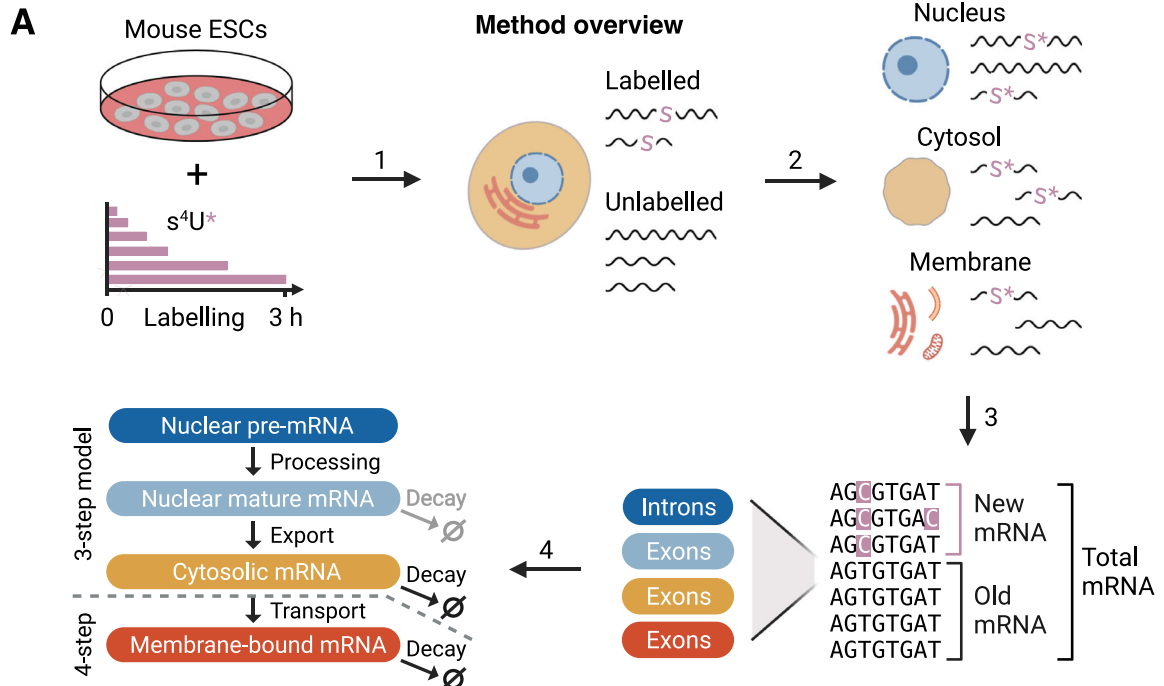 A
Method overview
Mouse ESCs
+
s⁴U*
0 Labelling 3 h
1
Labelled
S
S
Unlabelled
2
Nucleus
S*
S*
Cytosol
S*
S*
Membrane
S*
3
AGCGTGAT
AGCGTGAC
AGCGTGAT
AGTGTGAT
AGTGTGAT
AGTGTGAT
AGTGTGAT
New
mRNA
Old
mRNA
Total
mRNA
Introns
Exons
Exons
Exons
4
3-step model
4-step
Nuclear pre-mRNA
Processing
Nuclear mature mRNA
Decay
Ø
Export
Cytosolic mRNA
Decay
Ø
Transport
Membrane-bound mRNA
Decay
Ø